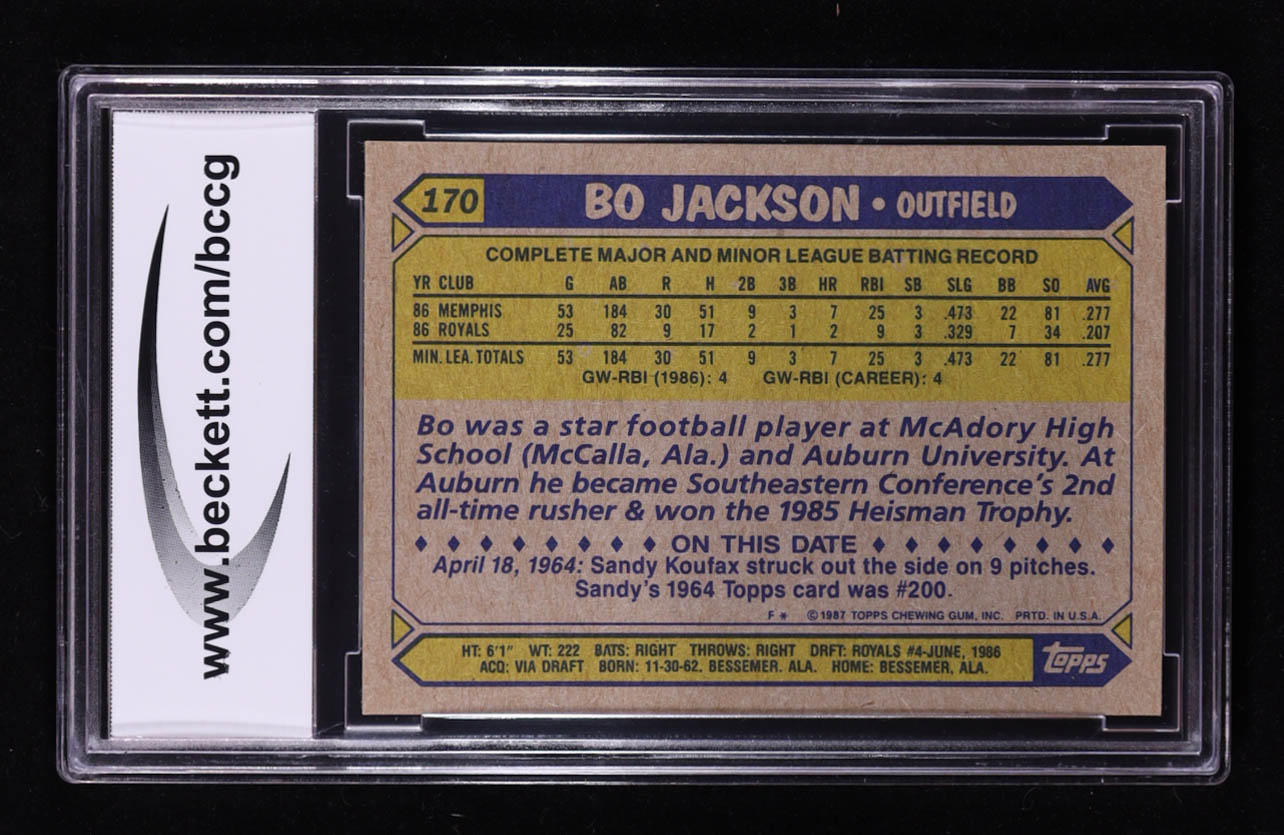 www.beckett.com/bccg
170 BO JACKSON • OUTFIELD
COMPLETE MAJOR AND MINOR LEAGUE BATTING RECORD
YR CLUB G AB R H 2B 3B HR RBI SB SLG BB SO AVG
86 MEMPHIS 53 184 30 51 9 3 7 25 3 .473 22 81 .277
86 ROYALS 25 82 9 17 2 1 2 9 3 .329 7 34 .207
MIN. LEA. TOTALS 53 184 30 51 9 3 7 25 3 .473 22 81 .277
GW-RBI (1986): 4 GW-RBI (CAREER): 4
Bo was a star football player at McAdory High
School (McCalla, Ala.) and Auburn University. At
Auburn he became Southeastern Conference's 2nd
all-time rusher & won the 1985 Heisman Trophy.
♦ ♦ ♦ ♦ ♦ ♦ ♦ ♦ ♦ ON THIS DATE ♦ ♦ ♦ ♦ ♦ ♦ ♦ ♦ ♦
April 18, 1964: Sandy Koufax struck out the side on 9 pitches.
Sandy's 1964 Topps card was #200.
F * ©1987 TOPPS CHEWING GUM, INC. PRTD. IN U.S.A.
HT: 6'1" WT: 222 BATS: RIGHT THROWS: RIGHT DRFT: ROYALS #4-JUNE, 1986
ACQ: VIA DRAFT BORN: 11-30-62, BESSEMER, ALA. HOME: BESSEMER, ALA.
topps